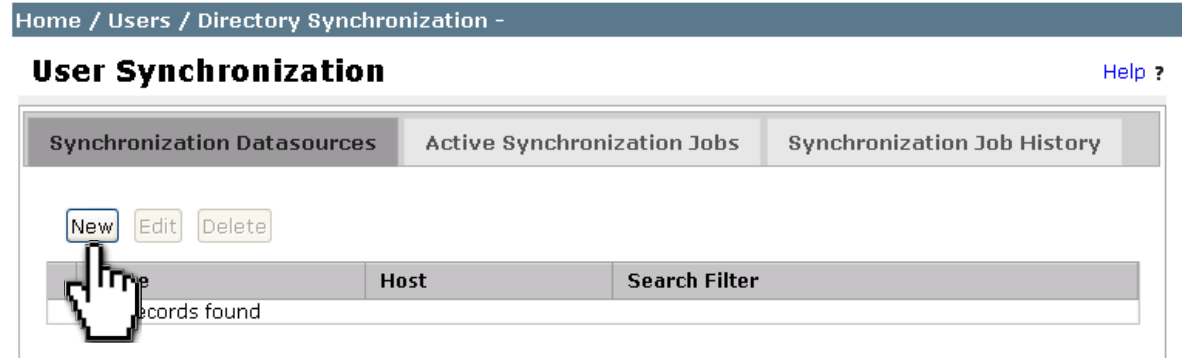 Home / Users / Directory Synchronization -
User Synchronization
Help ?
Synchronization Datasources Active Synchronization Jobs Synchronization Job History
New Edit Delete
Host Search Filter
records found